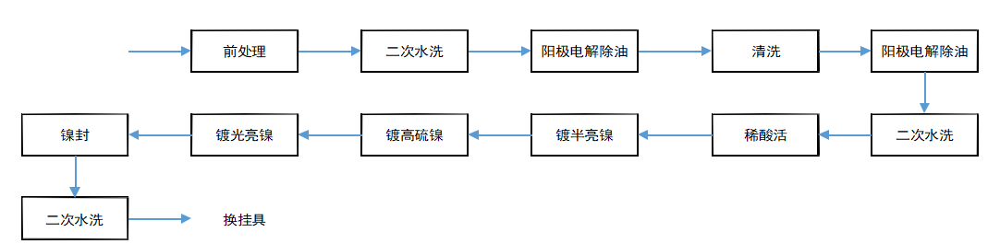 前处理
二次水洗
阳极电解除油
清洗
阳极电解除油
二次水洗
稀酸活
镀半亮镍
镀高硫镍
镀光亮镍
镍封
二次水洗
换挂具